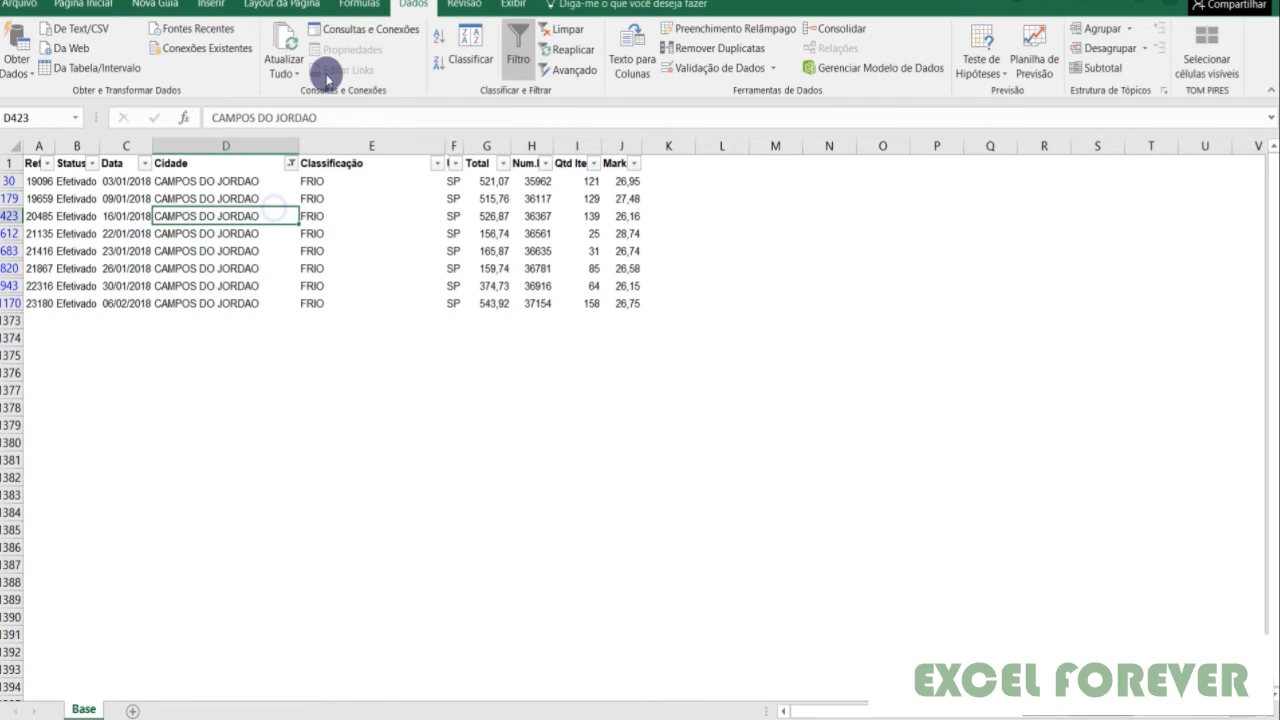 Arquivo Página Inicial Nova Guia Inserir Layout da Página Fórmulas Dados Revisão Exibir Diga-me o que você deseja fazer Compartilhar
Obter Dados
De Text/CSV
Da Web
Da Tabela/Intervalo
Fontes Recentes
Conexões Existentes
Obter e Transformar Dados
Atualizar Tudo
Consultas e Conexões
Propriedades
Links
Consultas e Conexões
Classificar
Filtro
Limpar
Reaplicar
Avançado
Classificar e Filtrar
Texto para Colunas
Preenchimento Relâmpago
Remover Duplicatas
Validação de Dados
Consolidar
Relações
Gerenciar Modelo de Dados
Ferramentas de Dados
Teste de Hipóteses
Planilha de Previsão
Previsão
Agrupar
Desagrupar
Subtotal
Estrutura de Tópicos
Selecionar células visíveis
TOM PIRES
D423 fx CAMPOS DO JORDAO
A B C D E F G H I J K L M N O P Q R S T U V
1 Ref Status Data Cidade Classificação Total Num. Qtd Ite Mark
30 19096 Efetivado 03/01/2018 CAMPOS DO JORDAO FRIO SP 521,07 35962 121 26,95
179 19659 Efetivado 09/01/2018 CAMPOS DO JORDAO FRIO SP 515,76 36117 129 27,48
423 20485 Efetivado 16/01/2018 CAMPOS DO JORDAO FRIO SP 526,87 36367 139 26,16
612 21135 Efetivado 22/01/2018 CAMPOS DO JORDAO FRIO SP 156,74 36561 25 28,74
683 21416 Efetivado 23/01/2018 CAMPOS DO JORDAO FRIO SP 165,87 36635 31 26,74
820 21867 Efetivado 26/01/2018 CAMPOS DO JORDAO FRIO SP 159,74 36781 85 26,58
943 22316 Efetivado 30/01/2018 CAMPOS DO JORDAO FRIO SP 374,73 36916 64 26,15
1170 23180 Efetivado 06/02/2018 CAMPOS DO JORDAO FRIO SP 543,92 37154 158 26,75
1373
1374
1375
1376
1377
1378
1379
1380
1381
1382
1383
1384
1385
1386
1387
1388
1389
1390
1391
1392
1393
1394
EXCEL FOREVER
Base